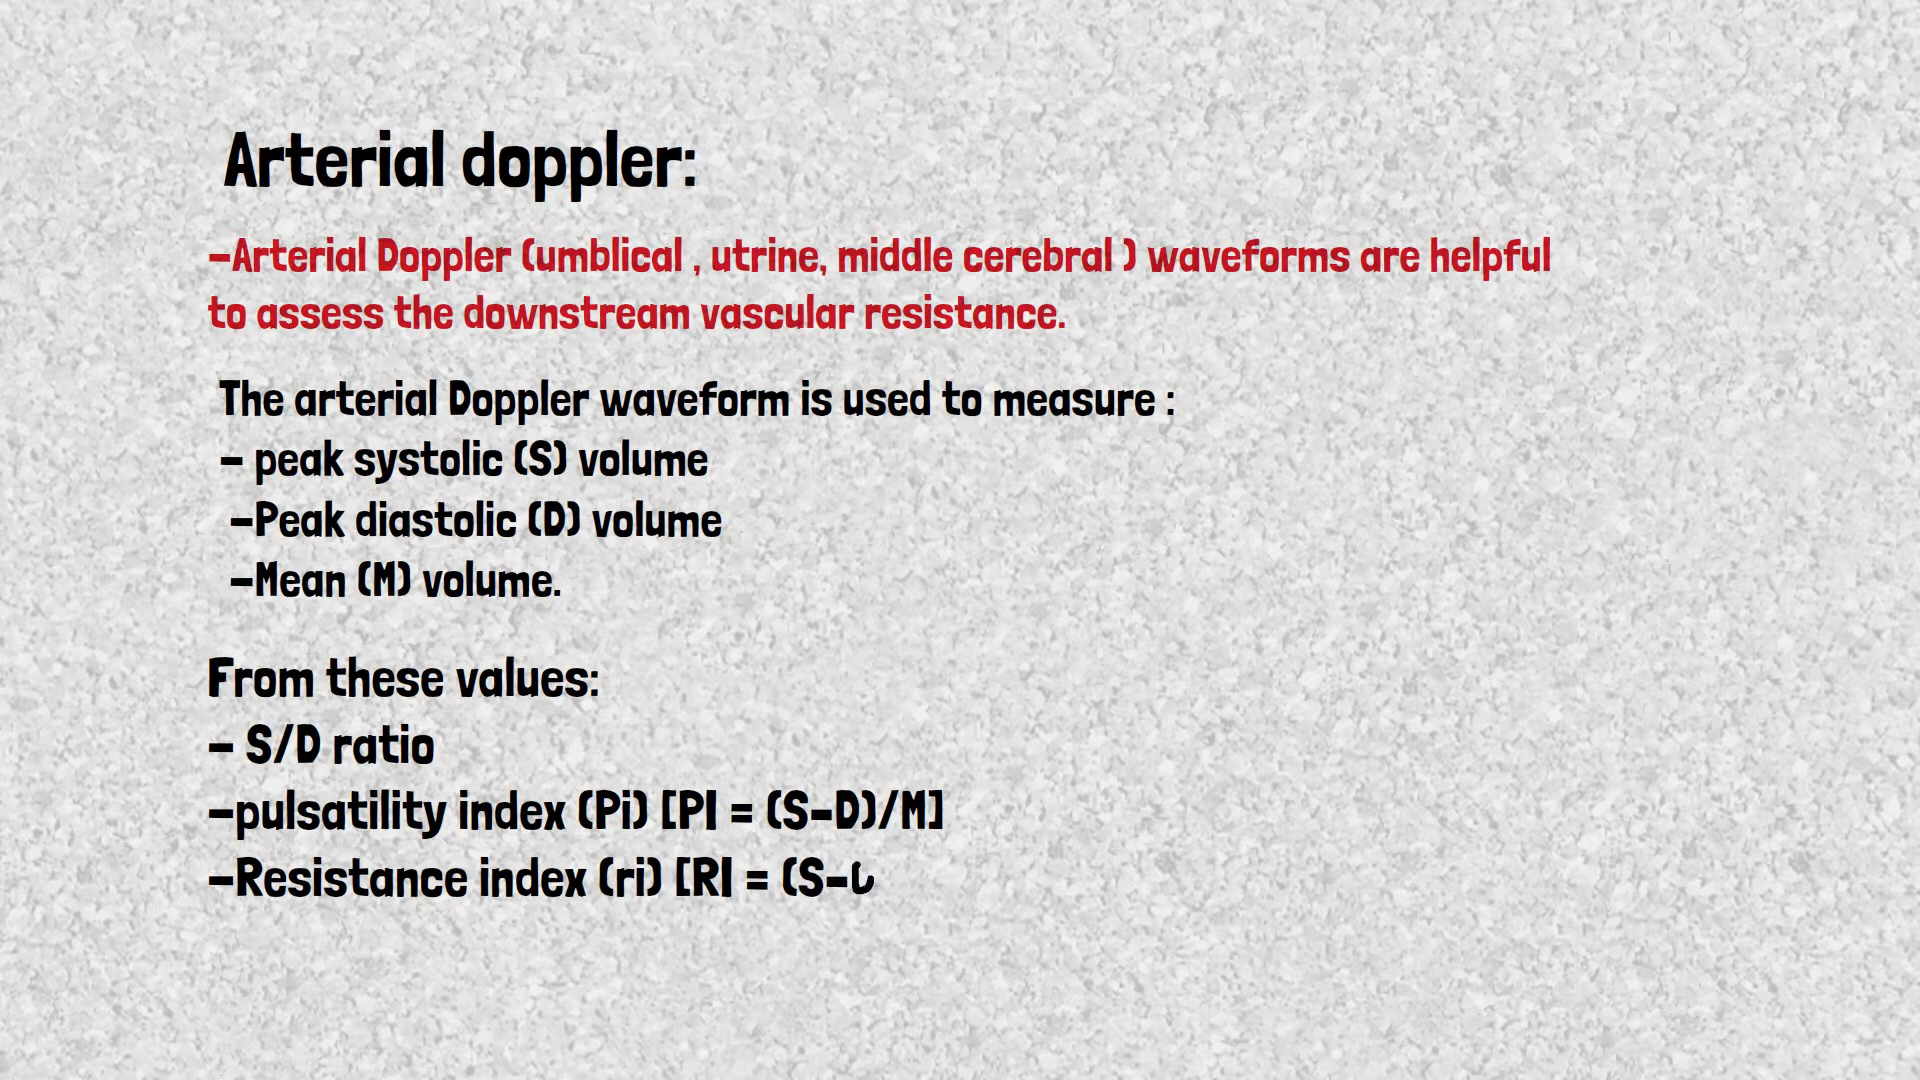 Arterial doppler:
-Arterial Doppler (umblical , utrine, middle cerebral ) waveforms are helpful
to assess the downstream vascular resistance.
The arterial Doppler waveform is used to measure :
- peak systolic (S) volume
-Peak diastolic (D) volume
-Mean (M) volume.
From these values:
- S/D ratio
-pulsatility index (Pi) [PI = (S-D)/M]
-Resistance index (ri) [RI = (S-